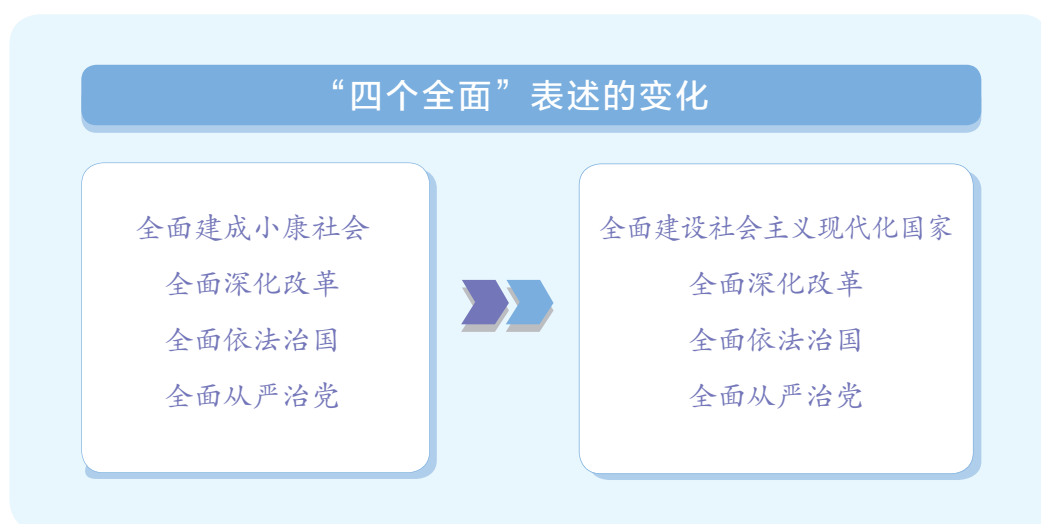 “四个全面”表述的变化
全面建成小康社会
全面深化改革
全面依法治国
全面从严治党
全面建设社会主义现代化国家
全面深化改革
全面依法治国
全面从严治党